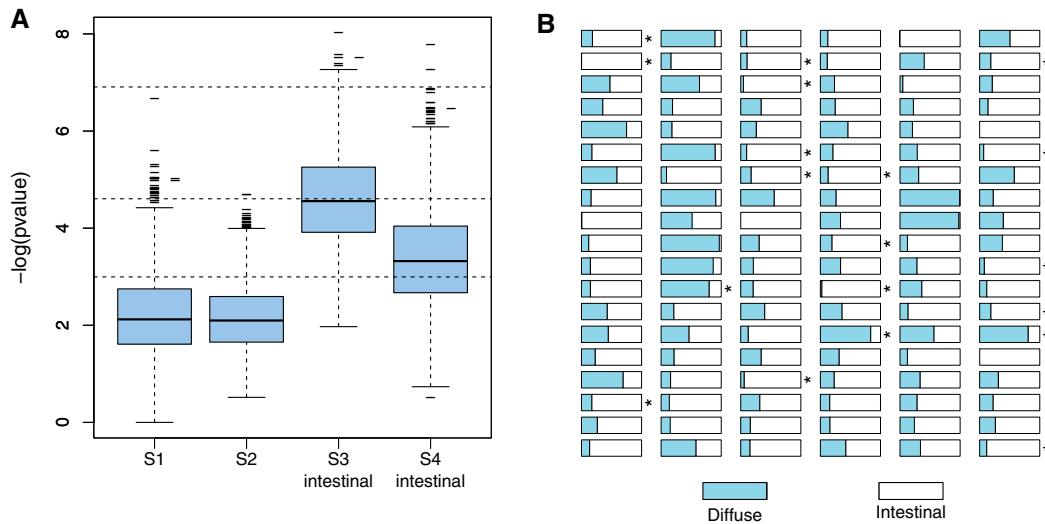 A
B
8
6
4
2
0
−log(pvalue)
S1
S2
S3
intestinal
S4
intestinal
Diffuse
Intestinal